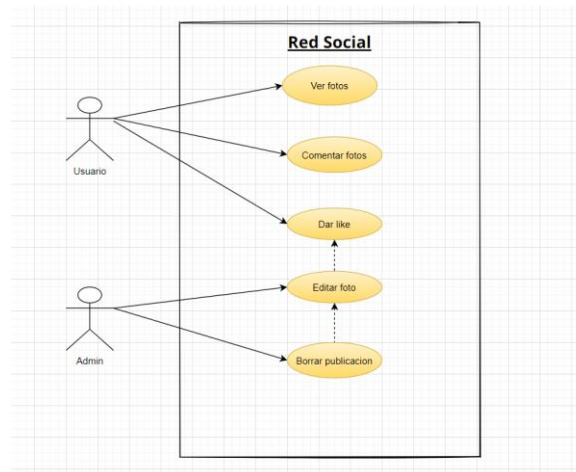 Red Social
Ver fotos
Comentar fotos
Usuario
Dar like
Editar foto
Admin
Borrar publicacion